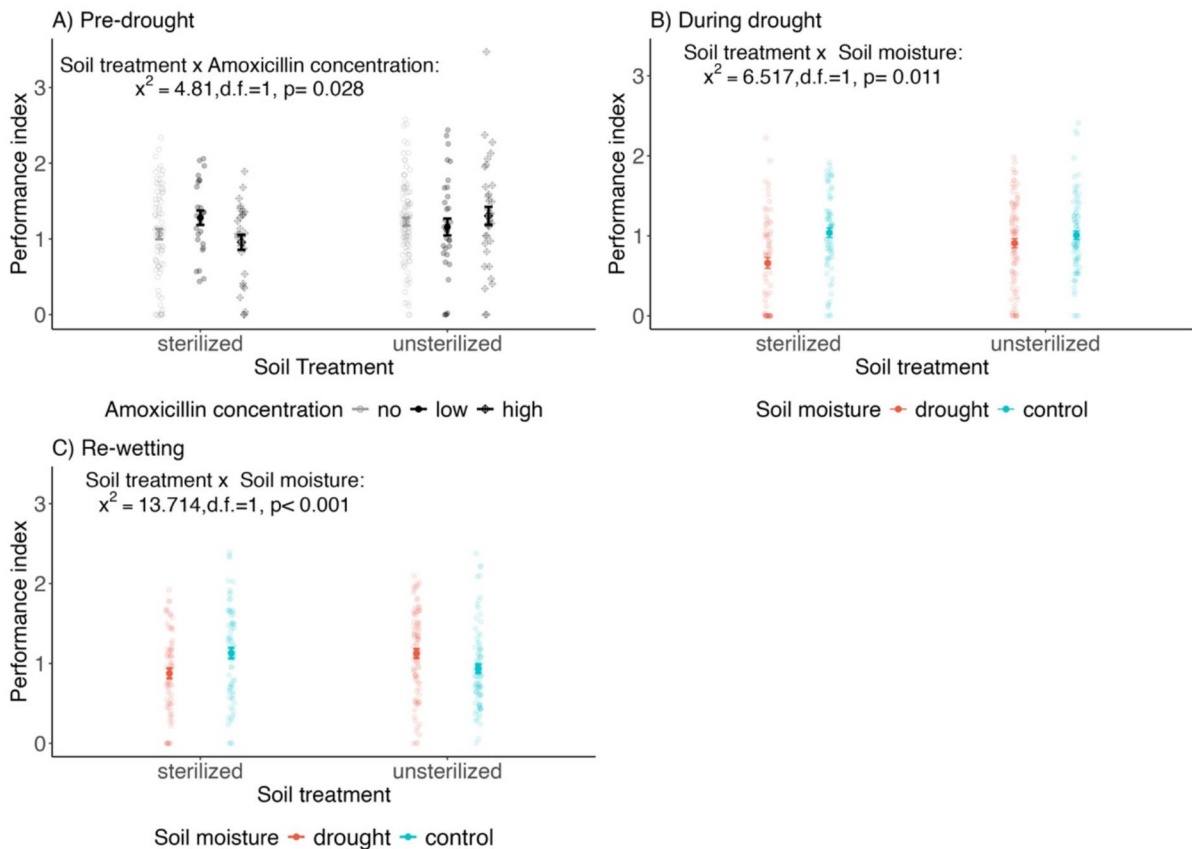 A) Pre-drought
Soil treatment x Amoxicillin concentration:
x² = 4.81,d.f.=1, p= 0.028
Performance index
3
2
1
0
sterilized unsterilized
Soil Treatment
Amoxicillin concentration no low high
B) During drought
Soil treatment x Soil moisture:
x² = 6.517,d.f.=1, p= 0.011
Performance index
3
2
1
0
sterilized unsterilized
Soil treatment
Soil moisture drought control
C) Re-wetting
Soil treatment x Soil moisture:
x² = 13.714,d.f.=1, p< 0.001
Performance index
3
2
1
0
sterilized unsterilized
Soil treatment
Soil moisture drought control